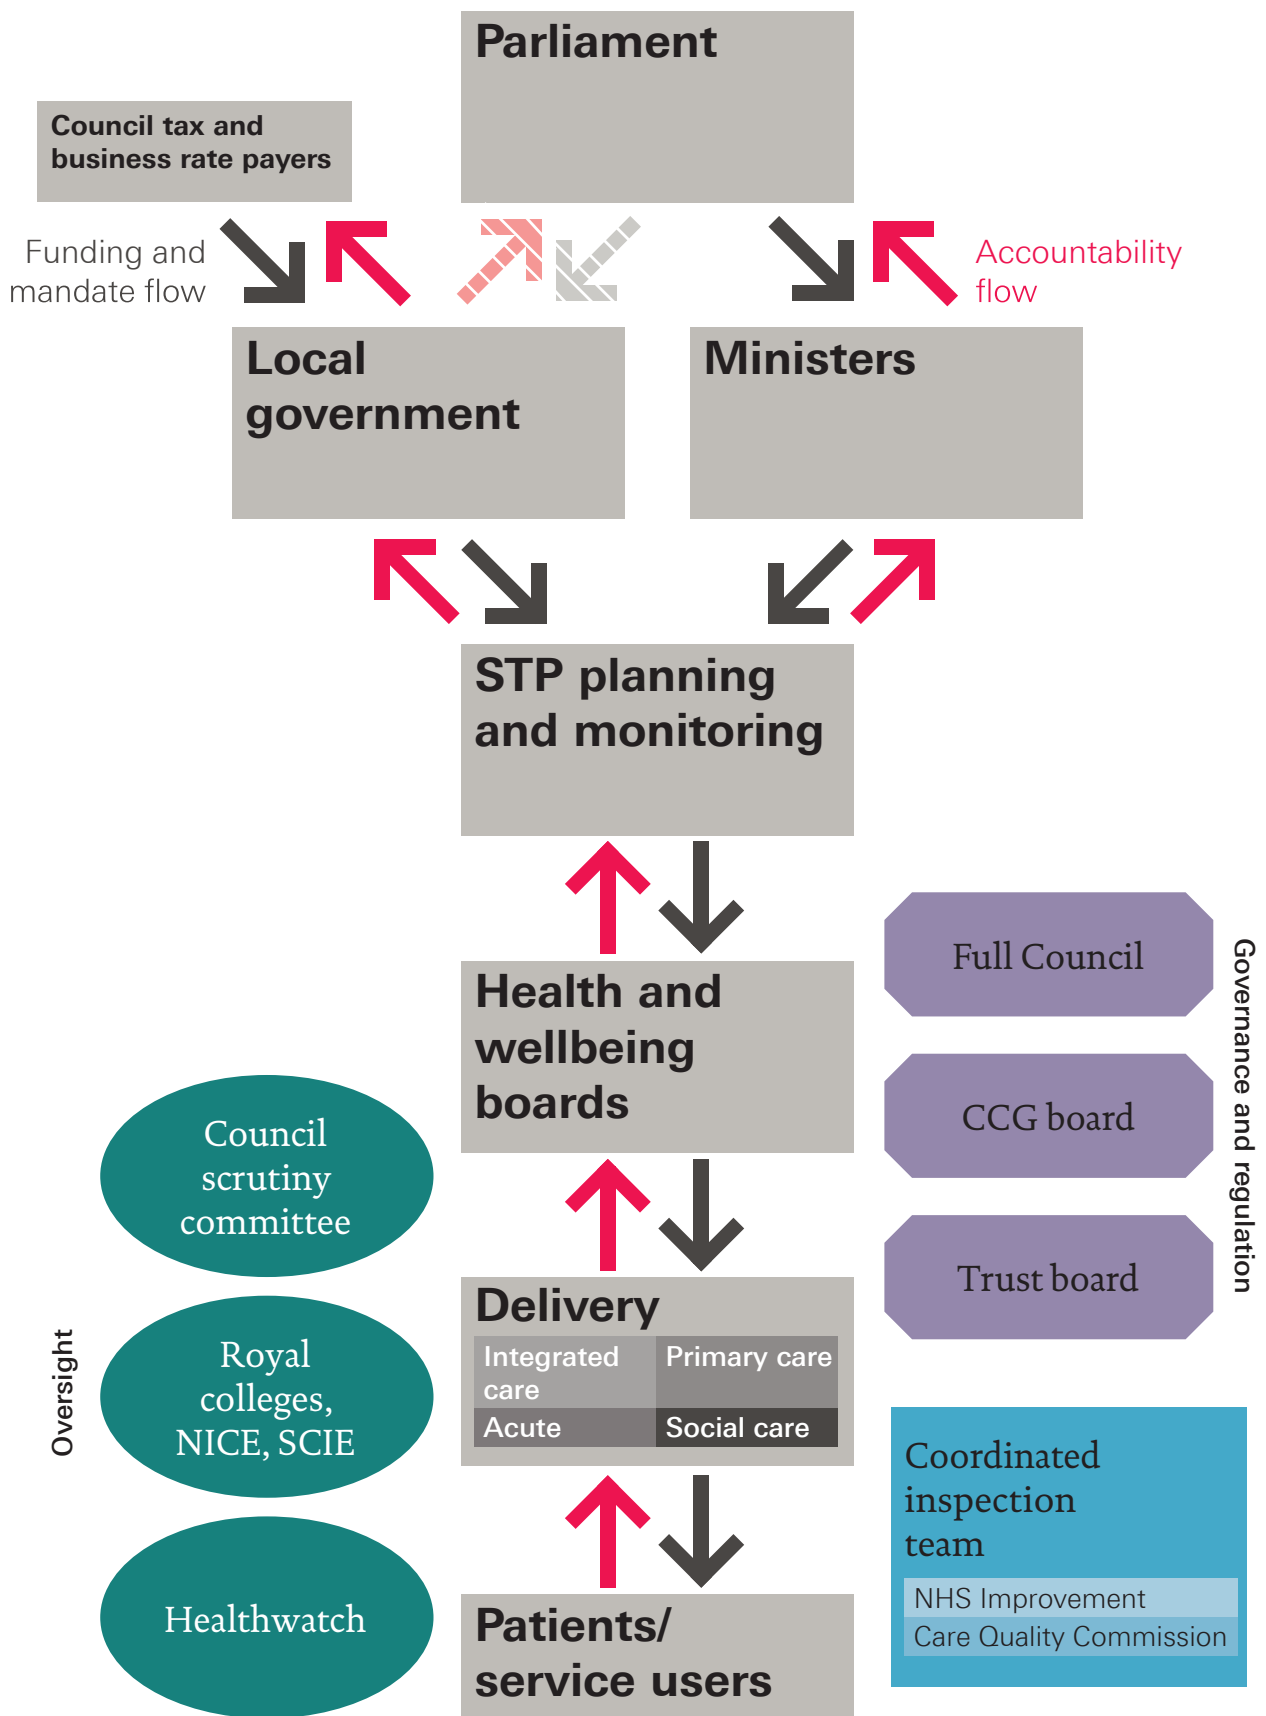 Parliament
Council tax and
business rate payers
Funding and
mandate flow
Accountability
flow
Local
government
Ministers
STP planning
and monitoring
Health and
wellbeing
boards
Full Council
CCG board
Trust board
Governance and regulation
Council
scrutiny
committee
Royal
colleges,
NICE, SCIE
Healthwatch
Oversight
Delivery
Integrated
care
Primary care
Acute
Social care
Coordinated
inspection
team
NHS Improvement
Care Quality Commission
Patients/
service users